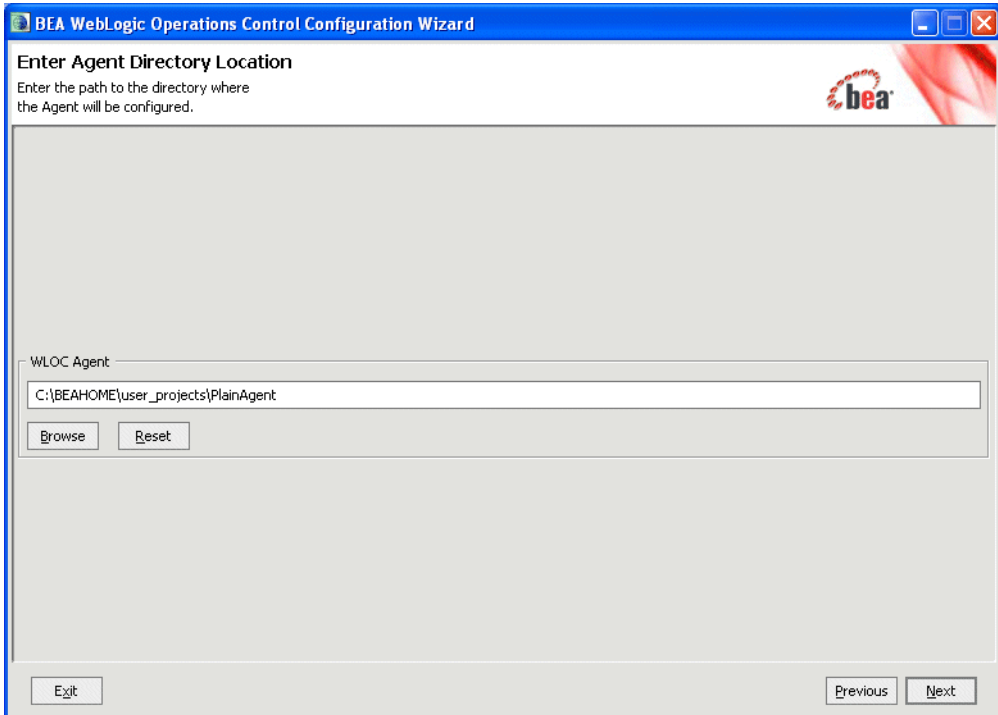 BEA WebLogic Operations Control Configuration Wizard
Enter Agent Directory Location
Enter the path to the directory where
the Agent will be configured.
bea
WLOC Agent
C:\BEAHOME\user_projects\PlainAgent
Browse Reset
Exit Previous Next